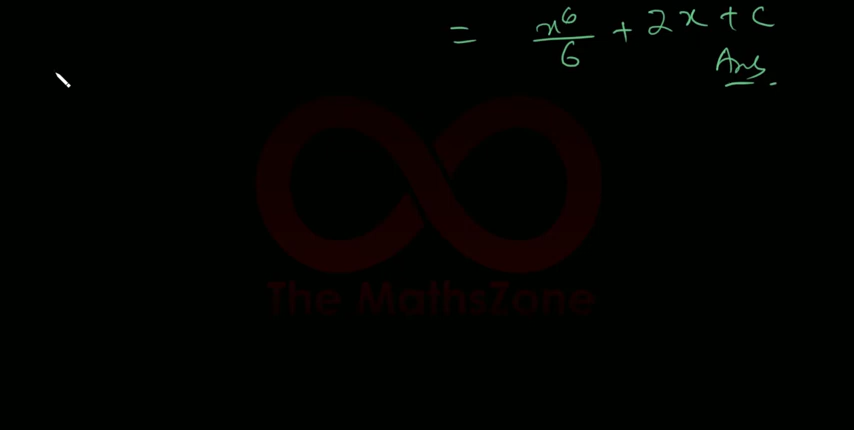 = x^6/6 + 2x + c
Ans.
The MathsZone